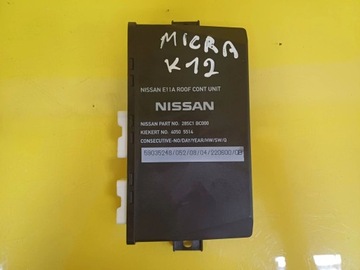 MICRA
K12
NISSAN E11A ROOF CONT UNIT
NISSAN
NISSAN PART NO. 285C1 BC000
KIEKERT NO. 4050 5514
CONSECUTIVE-NO/DAY/YEAR/HW/SW/G